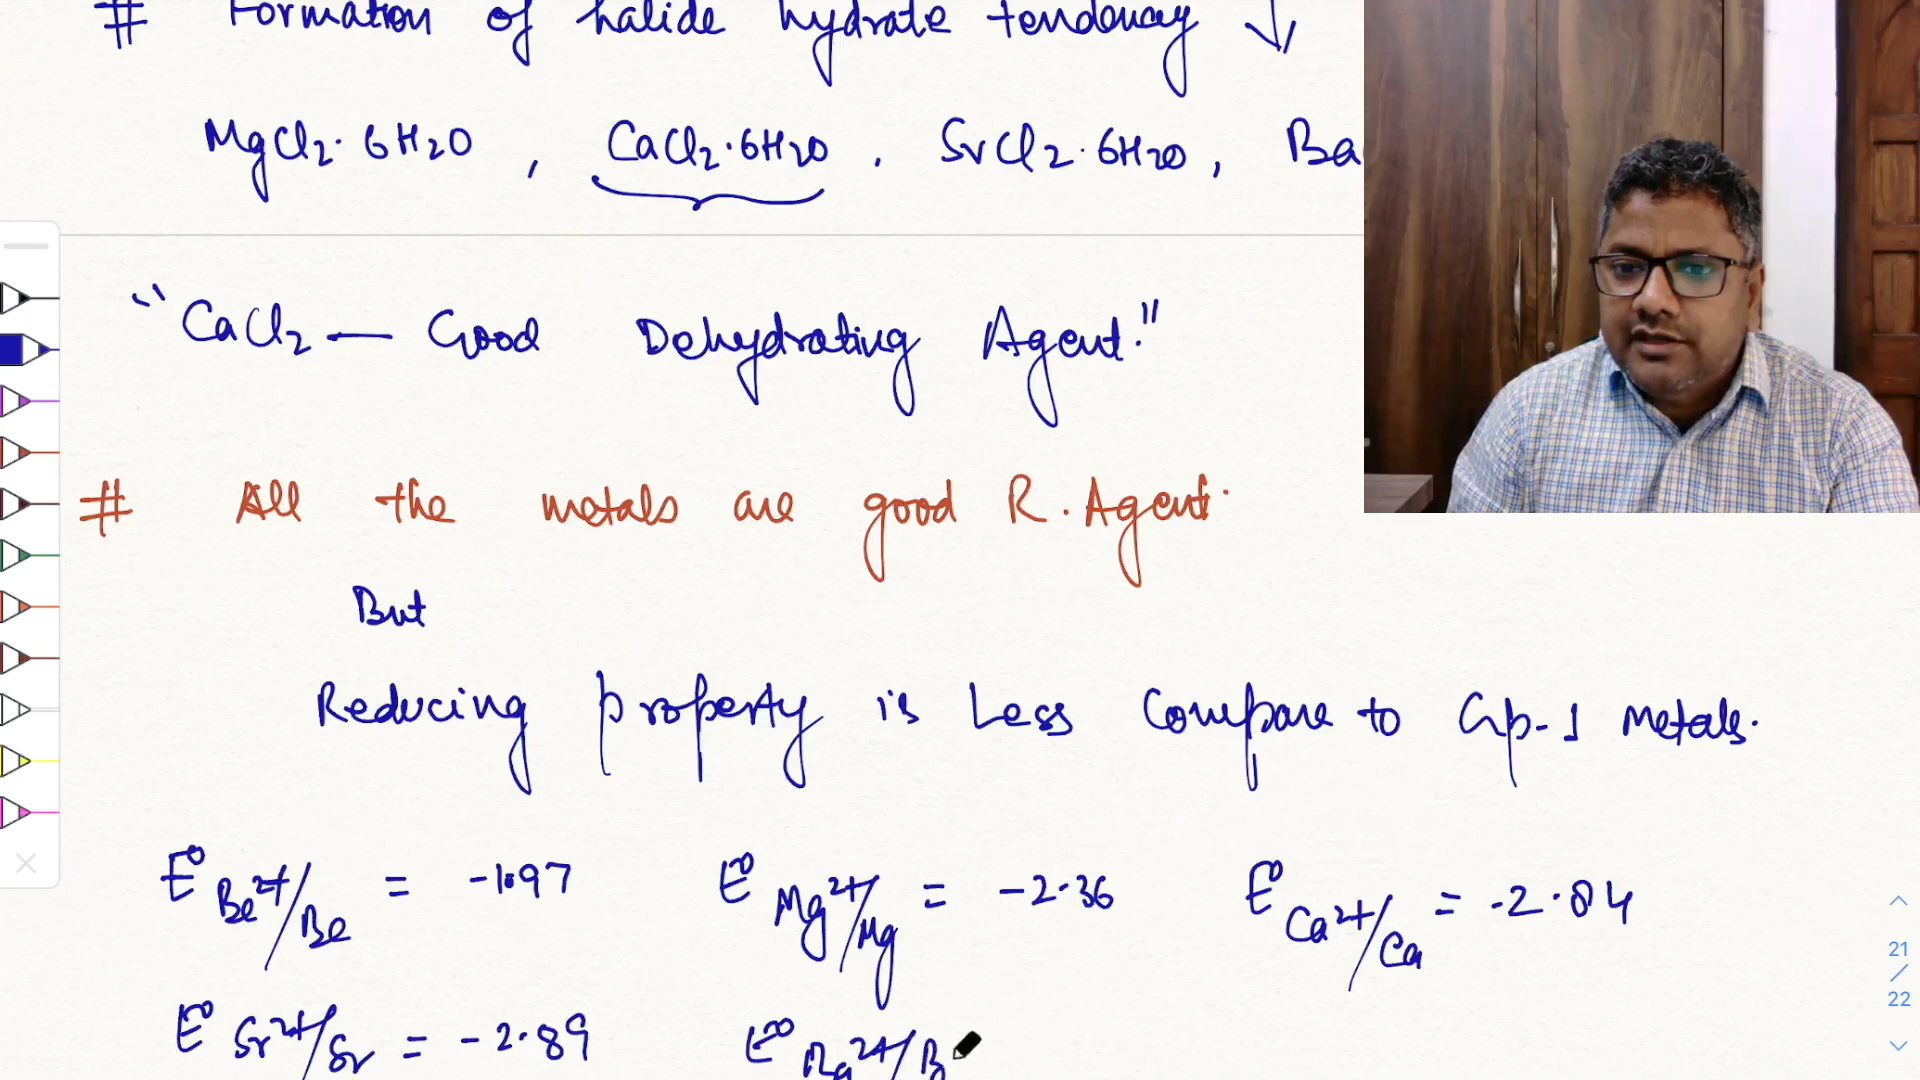 # Formation of halide hydrate tendency ↓
MgCl₂·6H₂O , CaCl₂·6H₂O , SrCl₂·6H₂O , Ba
"CaCl₂ — Good Dehydrating Agent."
# All the metals are good R. Agent.
But
Reducing property is Less Compare to Gp-1 Metals.
E° Be²⁺/Be = -1.97 E° Mg²⁺/Mg = -2.36 E° Ca²⁺/Ca = -2.84
E° Sr²⁺/Sr = -2.89 E° Ba²⁺/B
21
/
22